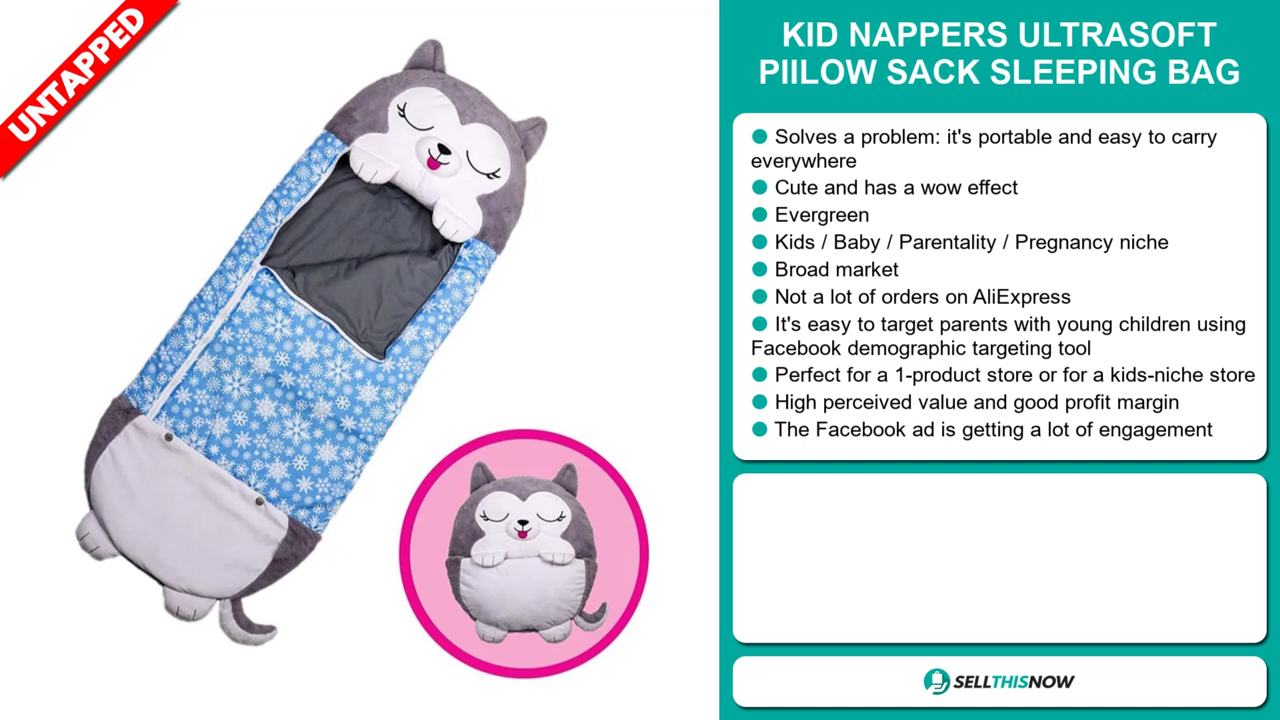 UNTAPPED
KID NAPPERS ULTRASOFT
PIILOW SACK SLEEPING BAG
● Solves a problem: it's portable and easy to carry
everywhere
● Cute and has a wow effect
● Evergreen
● Kids / Baby / Parentality / Pregnancy niche
● Broad market
● Not a lot of orders on AliExpress
● It's easy to target parents with young children using
Facebook demographic targeting tool
● Perfect for a 1-product store or for a kids-niche store
● High perceived value and good profit margin
● The Facebook ad is getting a lot of engagement
SELLTHISNOW